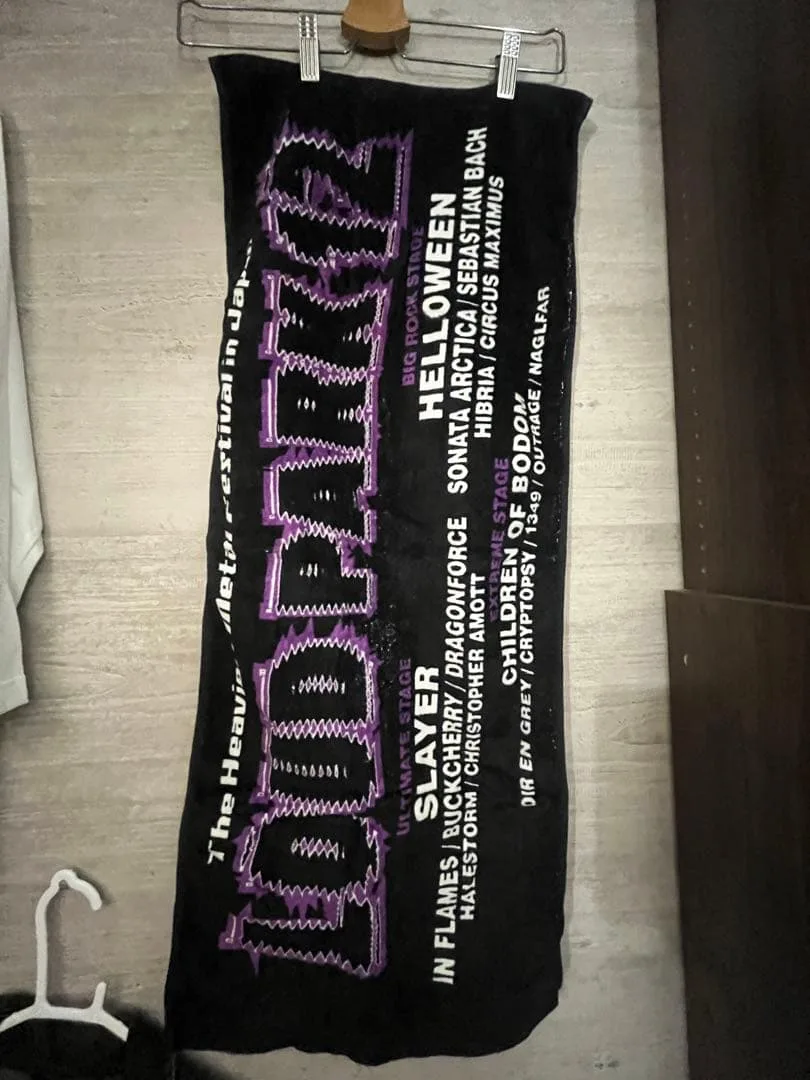 The Heaviest Metal Festival in Japan
LOUD PARK 12
ULTIMATE STAGE
SLAYER
IN FLAMES / BUCKCHERRY / DRAGONFORCE
HALESTORM / CHRISTOPHER AMOTT
BIG ROCK STAGE
HELLOWEEN
SONATA ARCTICA / SEBASTIAN BACH
HIBRIA / CIRCUS MAXIMUS
EXTREME STAGE
CHILDREN OF BODOM
DIR EN GREY / CRYPTOPSY / 1349 / OUTRAGE / NAGLFAR